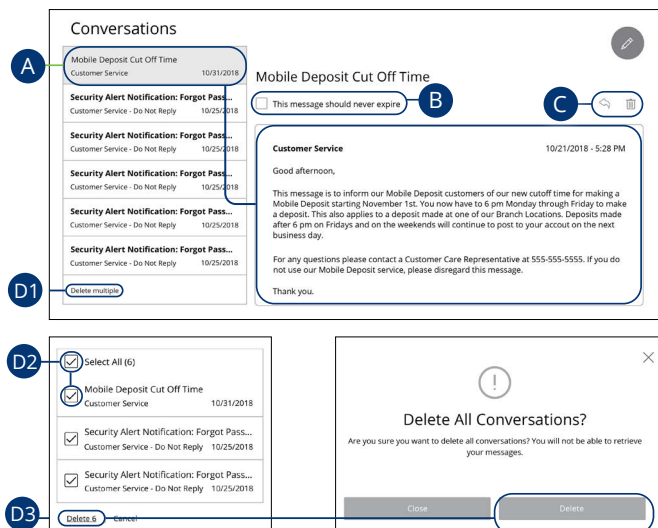 Conversations
A
Mobile Deposit Cut Off Time
Customer Service 10/31/2018
Security Alert Notification: Forgot Pass...
Customer Service - Do Not Reply 10/25/2018
Security Alert Notification: Forgot Pass...
Customer Service - Do Not Reply 10/25/2018
Security Alert Notification: Forgot Pass...
Customer Service - Do Not Reply 10/25/2018
Security Alert Notification: Forgot Pass...
Customer Service - Do Not Reply 10/25/2018
Security Alert Notification: Forgot Pass...
Customer Service - Do Not Reply 10/25/2018
D1
Delete multiple
Mobile Deposit Cut Off Time
This message should never expire
B
C
Customer Service 10/21/2018 - 5:28 PM
Good afternoon,
This message is to inform our Mobile Deposit customers of our new cutoff time for making a
Mobile Deposit starting November 1st. You now have to 6 pm Monday through Friday to make
a deposit. This also applies to a deposit made at one of our Branch Locations. Deposits made
after 6 pm on Fridays and on the weekends will continue to post to your accout on the next
business day.
For any questions please contact a Customer Care Representative at 555-555-5555. If you do
not use our Mobile Deposit service, please disregard this message.
Thank you.
D2
Select All (6)
Mobile Deposit Cut Off Time
Customer Service 10/31/2018
Security Alert Notification: Forgot Pass...
Customer Service - Do Not Reply 10/25/2018
Security Alert Notification: Forgot Pass...
Customer Service - Do Not Reply 10/25/2018
D3
Delete 6 Cancel
Delete All Conversations?
Are you sure you want to delete all conversations? You will not be able to retrieve
your messages.
Close Delete